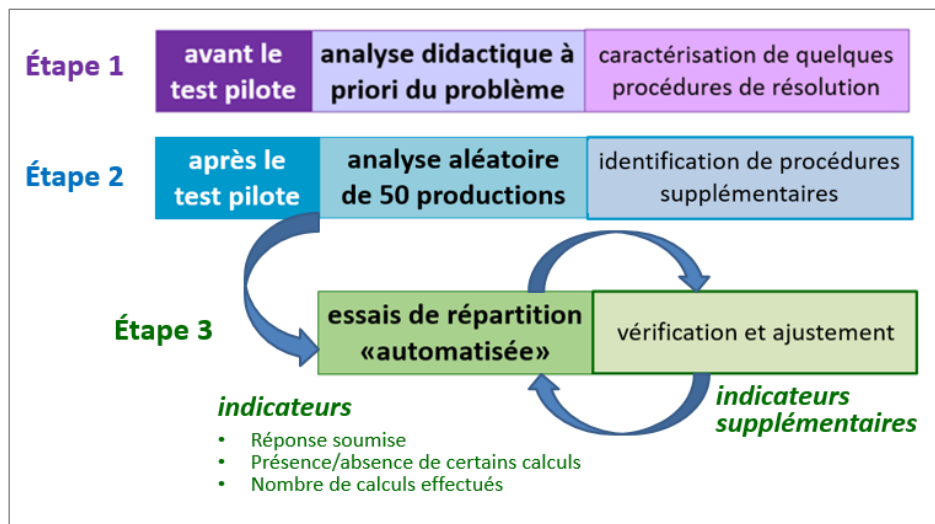 Étape 1
avant le
test pilote
analyse didactique à
priori du problème
caractérisation de quelques
procédures de résolution
Étape 2
après le
test pilote
analyse aléatoire
de 50 productions
identification de procédures
supplémentaires
Étape 3
essais de répartition
«automatisée»
vérification et ajustement
indicateurs
• Réponse soumise
• Présence/absence de certains calculs
• Nombre de calculs effectués
indicateurs
supplémentaires